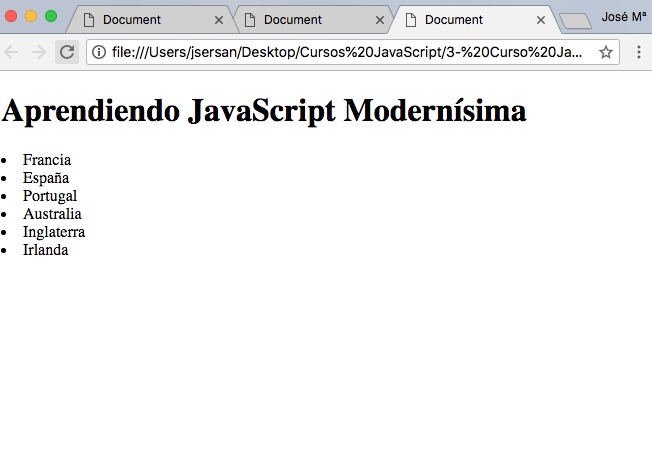 Document Document Document José Mª
file:///Users/jsersan/Desktop/Cursos%20JavaScript/3-%20Curso%20Ja...
Aprendiendo JavaScript Modernísima
Francia
España
Portugal
Australia
Inglaterra
Irlanda